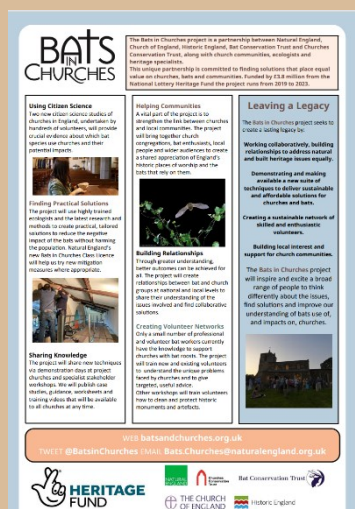 BATS
IN
CHURCHES
The Bats in Churches project is a partnership between Natural England,
Church of England, Historic England, Bat Conservation Trust and Churches
Conservation Trust, along with church communities, ecologists and
heritage specialists.
This unique partnership is committed to finding solutions that place equal
value on churches, bats and communities. Funded by £3.8 million from the
National Lottery Heritage Fund the project runs from 2019 to 2023.
Using Citizen Science
Two new citizen science studies of
churches in England, undertaken by
hundreds of volunteers, will provide
crucial evidence about which bat
species use churches and their
potential impacts.
Finding Practical Solutions
The project will use highly trained
ecologists and the latest research and
methods to create practical, tailored
solutions to reduce the negative
impact of the bats without harming
the population. Natural England's
new Bats in Churches Class Licence
will help us try new mitigation
measures where appropriate.
Sharing Knowledge
The project will share new techniques
via demonstration days at project
churches and specialist stakeholder
workshops. We will publish case
studies, guidance, worksheets and
training videos that will be available
to all churches at any time.
Helping Communities
A vital part of the project is to
strengthen the link between churches
and local communities. The project
will bring together church
congregations, bat enthusiasts, local
people and wider audiences to create
a shared appreciation of England's
historic places of worship and the
bats that rely on them.
Building Relationships
Through greater understanding,
better outcomes can be achieved for
all. The project will create
relationships between bat and church
groups at national and local levels to
share their understanding of the
issues involved and find collaborative
solutions.
Creating Volunteer Networks
Only a small number of professional
and volunteer bat workers currently
have the knowledge to support
churches with bat roosts. The project
will train new and existing volunteers
to understand the unique problems
faced by churches and to give
targeted, useful advice.
Other workshops will train volunteers
how to clean and protect historic
monuments and artefacts.
Leaving a Legacy
The Bats in Churches project seeks to
create a lasting legacy by:
Working collaboratively, building
relationships to address natural
and built heritage issues equally.
Demonstrating and making
available a new suite of
techniques to deliver sustainable
and affordable solutions for
churches and bats.
Creating a sustainable network of
skilled and enthusiastic
volunteers.
Building local interest and
support for church communities.
The Bats in Churches project
will inspire and excite a broad
range of people to think
differently about the issues,
find solutions and improve our
understanding of bats use of,
and impacts on, churches.
WEB batsandchurches.org.uk
TWEET @BatsinChurches EMAIL Bats.Churches@naturalengland.org.uk
HERITAGE
FUND
NATURAL
ENGLAND
Churches
Conservation
Trust
Bat Conservation Trust
THE CHURCH
OF ENGLAND
Historic England